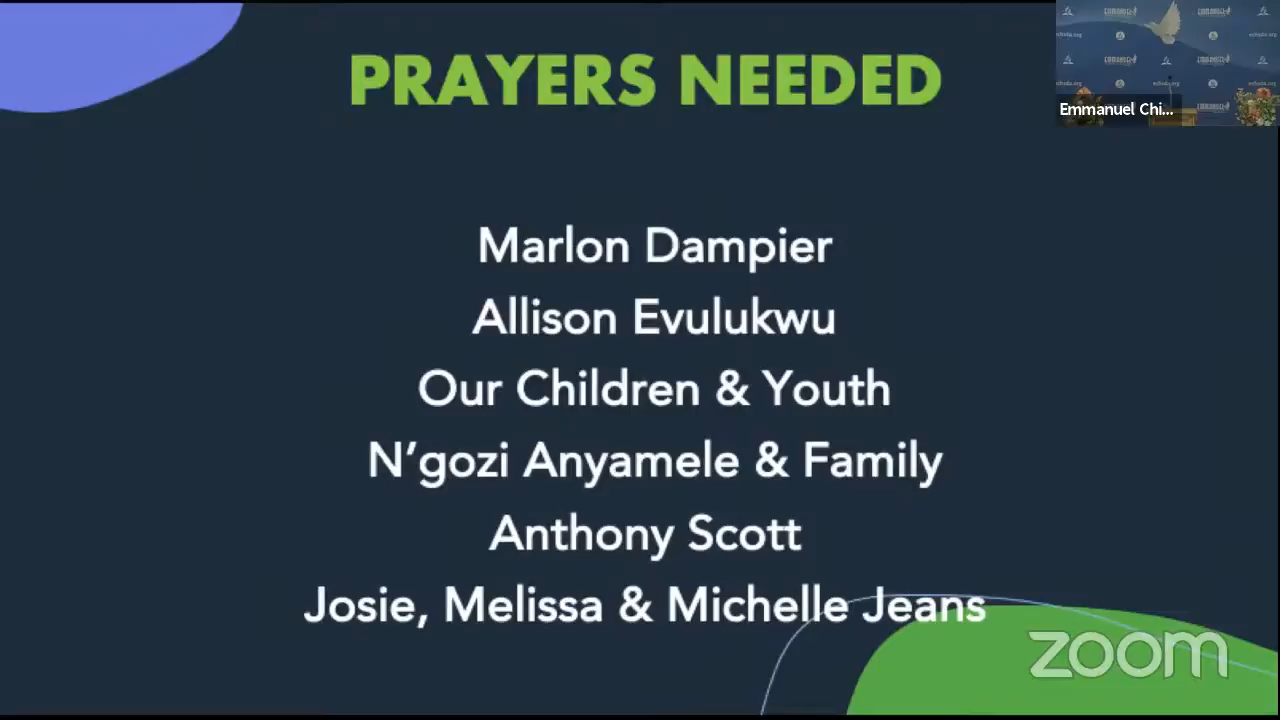 PRAYERS NEEDED
Emmanuel Chi...
Marlon Dampier
Allison Evulukwu
Our Children & Youth
N’gozi Anyamele & Family
Anthony Scott
Josie, Melissa & Michelle Jeans
zoom